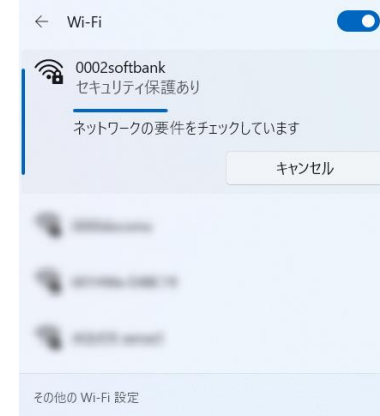 Wi-Fi
0002softbank
セキュリティ保護あり
ネットワークの要件をチェックしています
キャンセル
その他の Wi-Fi 設定